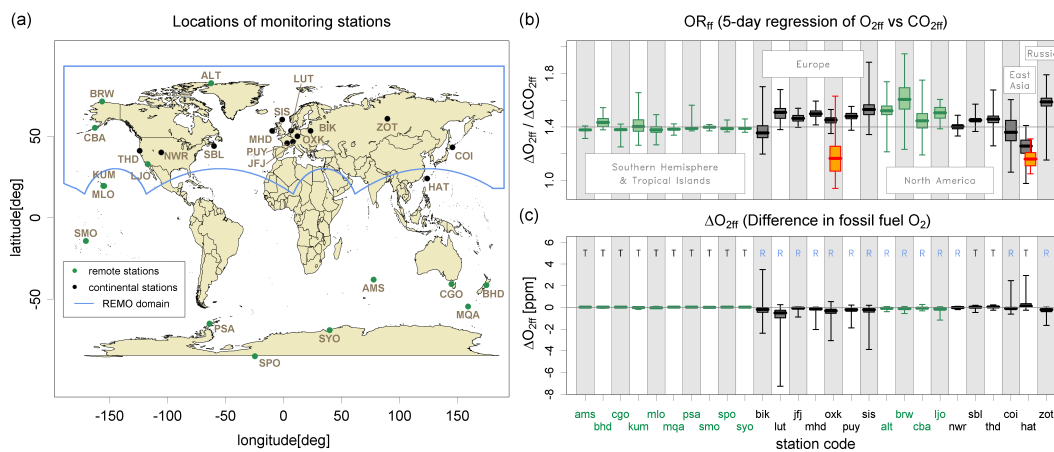 (a)
Locations of monitoring stations
ALT
LUT
BRW
SIS
CBA
BIK
ZOT
MHD
OXK
THD
NWR
SBL
PUY
JFJ
COI
KUM
LJO
MLO
HAT
SMO
AMS
CGO
BHD
MQA
PSA
SYO
SPO
remote stations
continental stations
REMO domain
latitude[deg]
50
0
−50
−150 −100 −50 0 50 100 150
longitude[deg]
(b)
ORff (5-day regression of O2ff vs CO2ff)
ΔO2ff / ΔCO2ff
1.8
1.4
1.0
Russia
Europe
East
Asia
Southern Hemisphere
& Tropical Islands
North America
(c)
ΔO2ff (Difference in fossil fuel O2)
T T T T T T T T T R R R R R R R R R R R R T T R T R
ΔO2ff [ppm]
6
4
2
0
-2
-4
-6
-8
ams cgo mlo psa spo bik jfj oxk sis brw ljo sbl coi zot
bhd kum mqa smo syo lut mhd puy alt cba nwr thd hat
station code